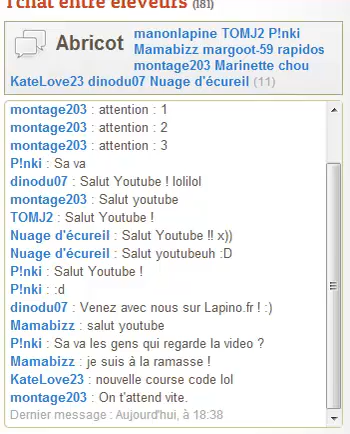 Tchat entre éleveurs (181)
Abricot
manonlapine TOMJ2 P!nki
Mamabizz margoot-59 rapidos
montage203 Marinette chou
KateLove23 dinodu07 Nuage d'écureil (11)
montage203 : attention : 1
montage203 : attention : 2
montage203 : attention : 3
P!nki : Sa va
dinodu07 : Salut Youtube ! lolilol
montage203 : Salut youtube
TOMJ2 : Salut Youtube !
Nuage d'écureil : Salut Youtube !! x))
Nuage d'écureil : Salut youtubeuh :D
P!nki : Salut Youtube !
P!nki : :d
dinodu07 : Venez avec nous sur Lapino.fr ! :)
Mamabizz : salut youtube
P!nki : Sa va les gens qui regarde la video ?
Mamabizz : je suis à la ramasse !
KateLove23 : nouvelle course code lol
montage203 : On t'attend vite.
Dernier message : Aujourd'hui, à 18:38